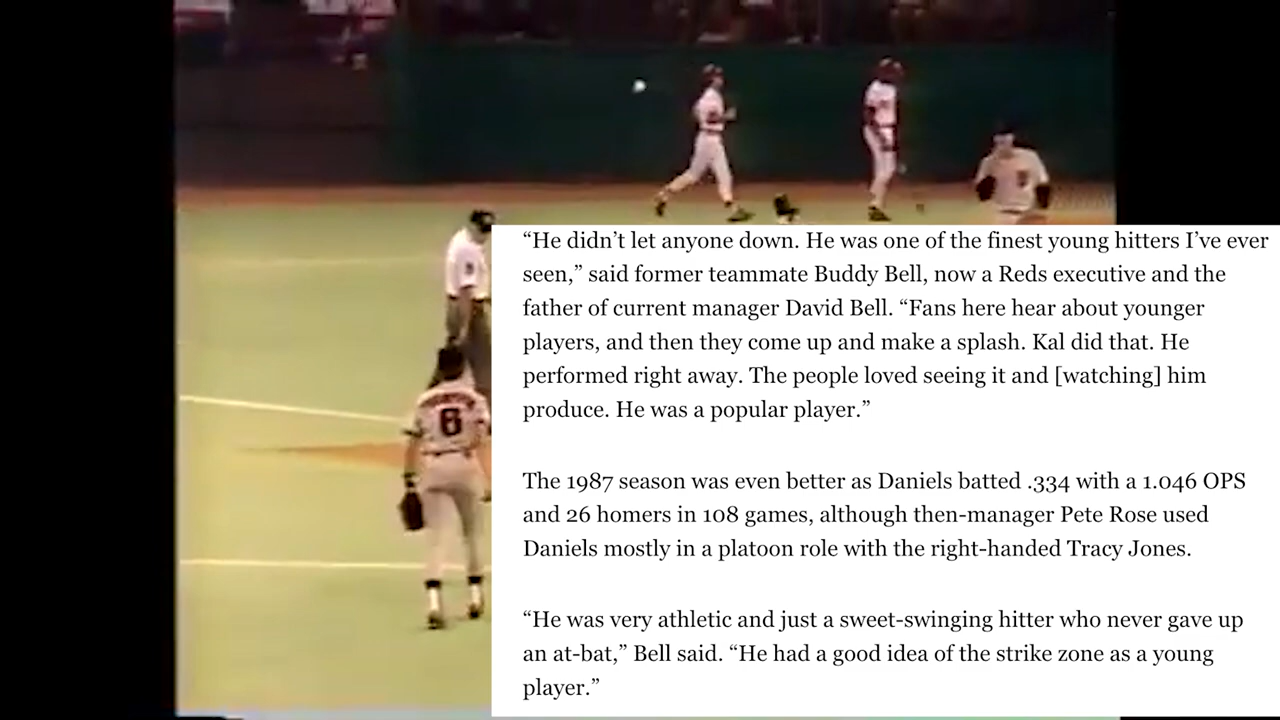 “He didn’t let anyone down. He was one of the finest young hitters I’ve ever
seen,” said former teammate Buddy Bell, now a Reds executive and the
father of current manager David Bell. “Fans here hear about younger
players, and then they come up and make a splash. Kal did that. He
performed right away. The people loved seeing it and [watching] him
produce. He was a popular player.”
The 1987 season was even better as Daniels batted .334 with a 1.046 OPS
and 26 homers in 108 games, although then-manager Pete Rose used
Daniels mostly in a platoon role with the right-handed Tracy Jones.
“He was very athletic and just a sweet-swinging hitter who never gave up
an at-bat,” Bell said. “He had a good idea of the strike zone as a young
player.”
6